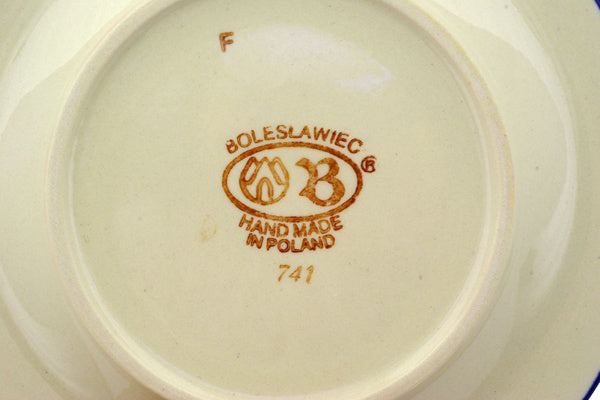 F
BOLESLAWIEC
B ®
HAND MADE
IN POLAND
741